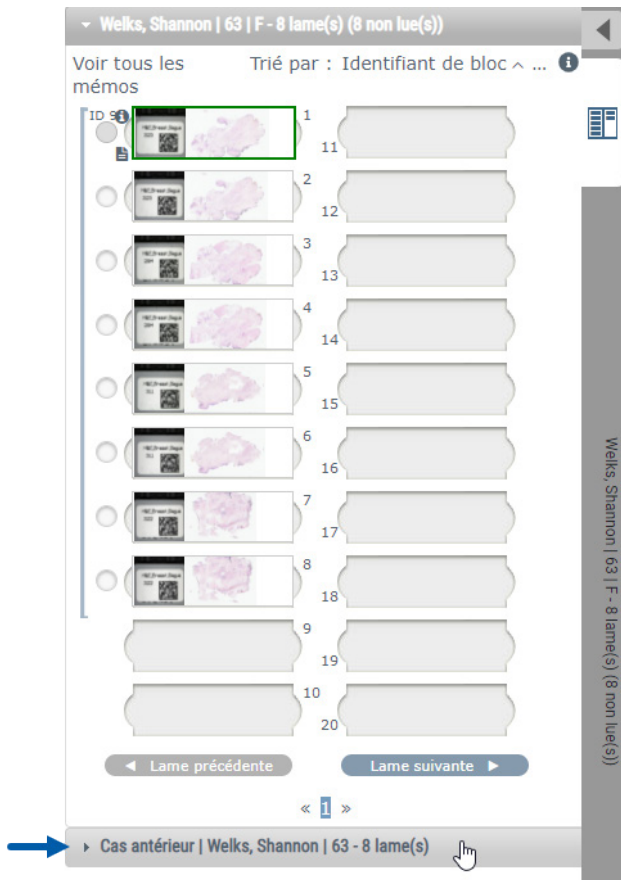 Welks, Shannon | 63 | F - 8 lame(s) (8 non lue(s))
Voir tous les mémos
Trié par : Identifiant de bloc ...
ID 9
1
11
2
12
3
13
4
14
5
15
6
16
7
17
8
18
9
19
10
20
Lame précédente
Lame suivante
« 1 »
Cas antérieur | Welks, Shannon | 63 - 8 lame(s)
Welks, Shannon | 63 | F - 8 lame(s) (8 non lue(s))